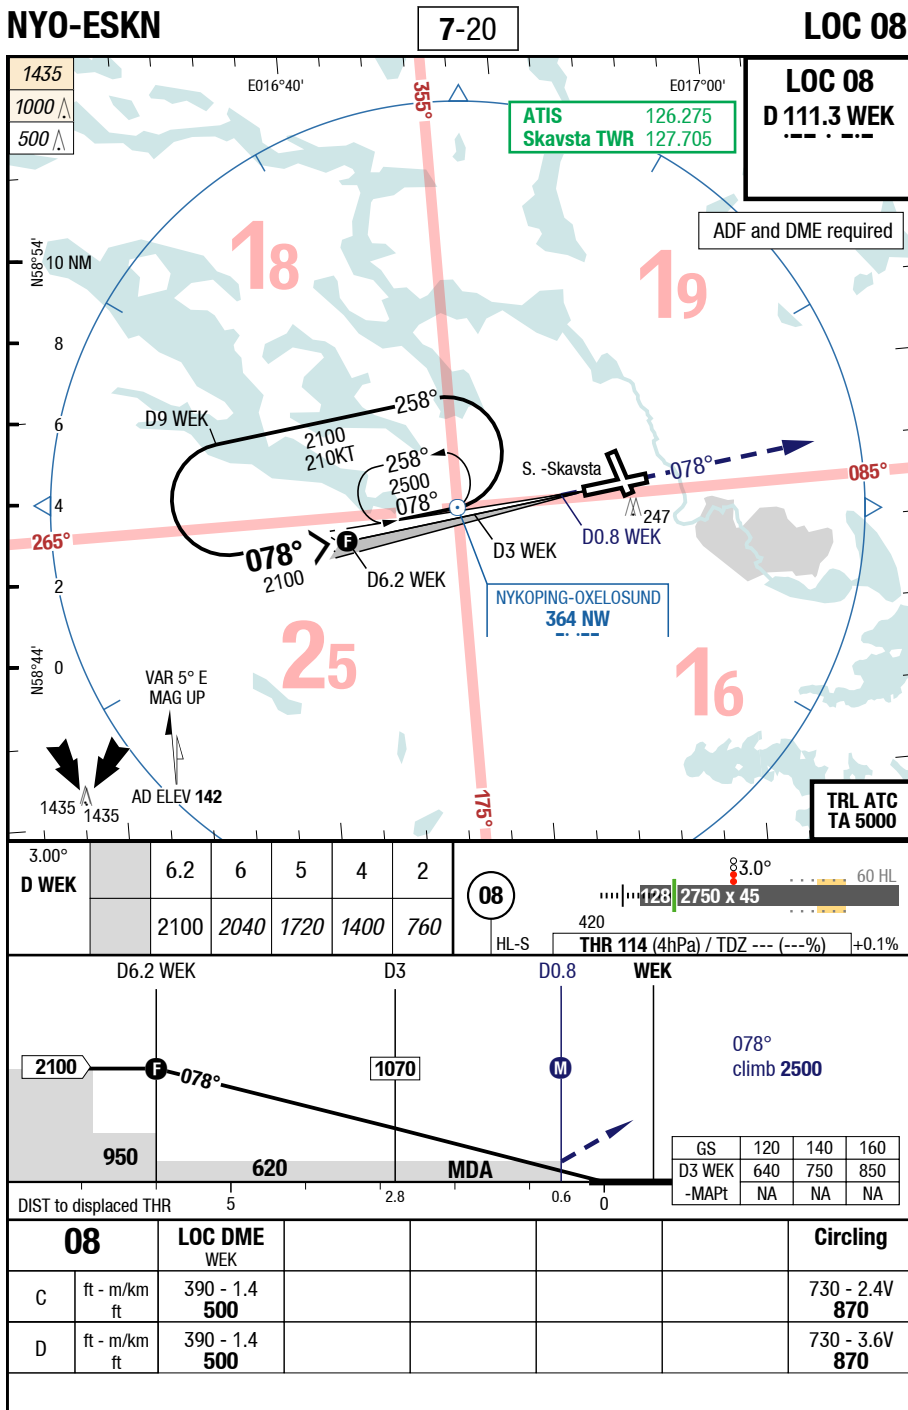 NYO-ESKN
7-20
LOC 08
1435
1000
500
E016°40'
E017°00'
355°
ATIS 126.275
Skavsta TWR 127.705
LOC 08
D 111.3 WEK
ADF and DME required
N58°54'
10 NM
18
19
8
6
4
2
0
D9 WEK
258°
2100
210KT
258°
2500
078°
S. -Skavsta
078°
085°
247
265°
078°
2100
F
D6.2 WEK
D3 WEK
D0.8 WEK
NYKOPING-OXELOSUND
364 NW
25
16
N58°44'
VAR 5° E
MAG UP
1435
1435
AD ELEV 142
175°
TRL ATC
TA 5000
3.00°
D WEK
6.2 6 5 4 2
2100 2040 1720 1400 760
08
HL-S
3.0°
60 HL
128 2750 x 45
420
THR 114 (4hPa) / TDZ --- (---%)
+0.1%
D6.2 WEK
D3
D0.8
WEK
2100
F
078°
1070
M
078°
climb 2500
950
620
MDA
GS 120 140 160
D3 WEK 640 750 850
-MAPt NA NA NA
DIST to displaced THR
5
2.8
0.6
0
08
LOC DME
WEK
Circling
C
ft - m/km
ft
390 - 1.4
500
730 - 2.4V
870
D
ft - m/km
ft
390 - 1.4
500
730 - 3.6V
870